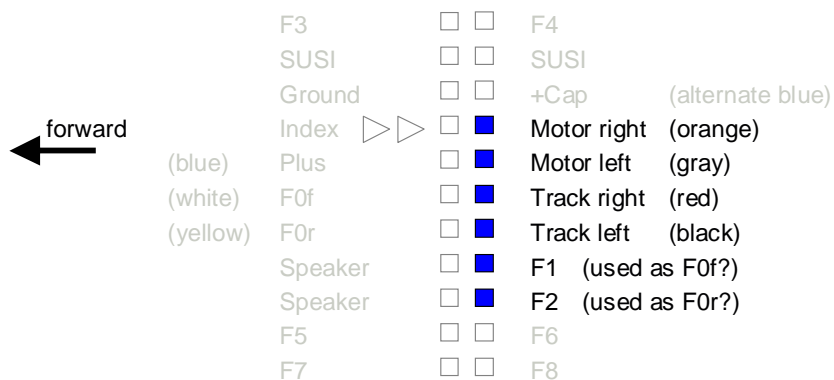 F3 F4
SUSI SUSI
Ground +Cap (alternate blue)
forward Index Motor right (orange)
(blue) Plus Motor left (gray)
(white) F0f Track right (red)
(yellow) F0r Track left (black)
Speaker F1 (used as F0f?)
Speaker F2 (used as F0r?)
F5 F6
F7 F8